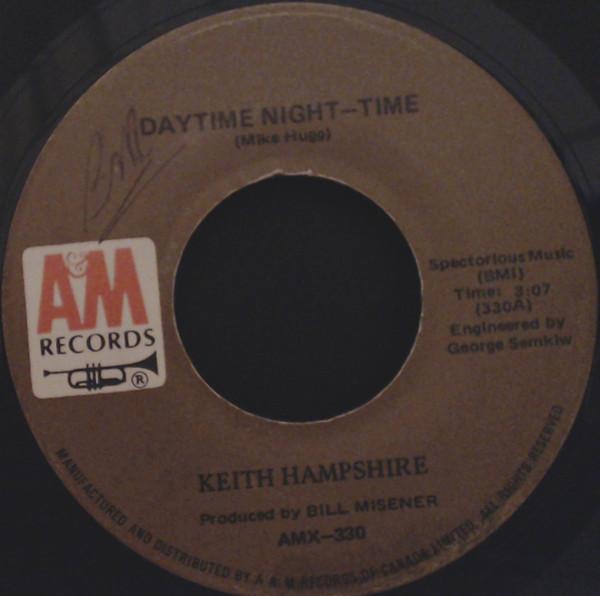 DAYTIME NIGHT-TIME
(Mike Hugg)
Bill
A&M
RECORDS
®
Spectorious Music
(BMI)
Time: 3:07
(330A)
Engineered by
George Semkiw
KEITH HAMPSHIRE
Produced by BILL MISENER
AMX-330
MANUFACTURED AND DISTRIBUTED BY A & M RECORDS OF CANADA LIMITED. ALL RIGHTS RESERVED